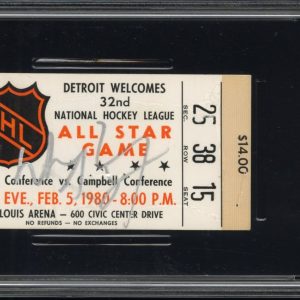 DETROIT WELCOMES
32nd
NATIONAL HOCKEY LEAGUE
ALL STAR
GAME
Conference vs. Campbell Conference
EVE., FEB. 5, 1980 - 8:00 P.M.
LOUIS ARENA - 600 CIVIC CENTER DRIVE
NO REFUNDS - NO EXCHANGES
HL
SEC. 25
ROW 38
SEAT 15
$14.00